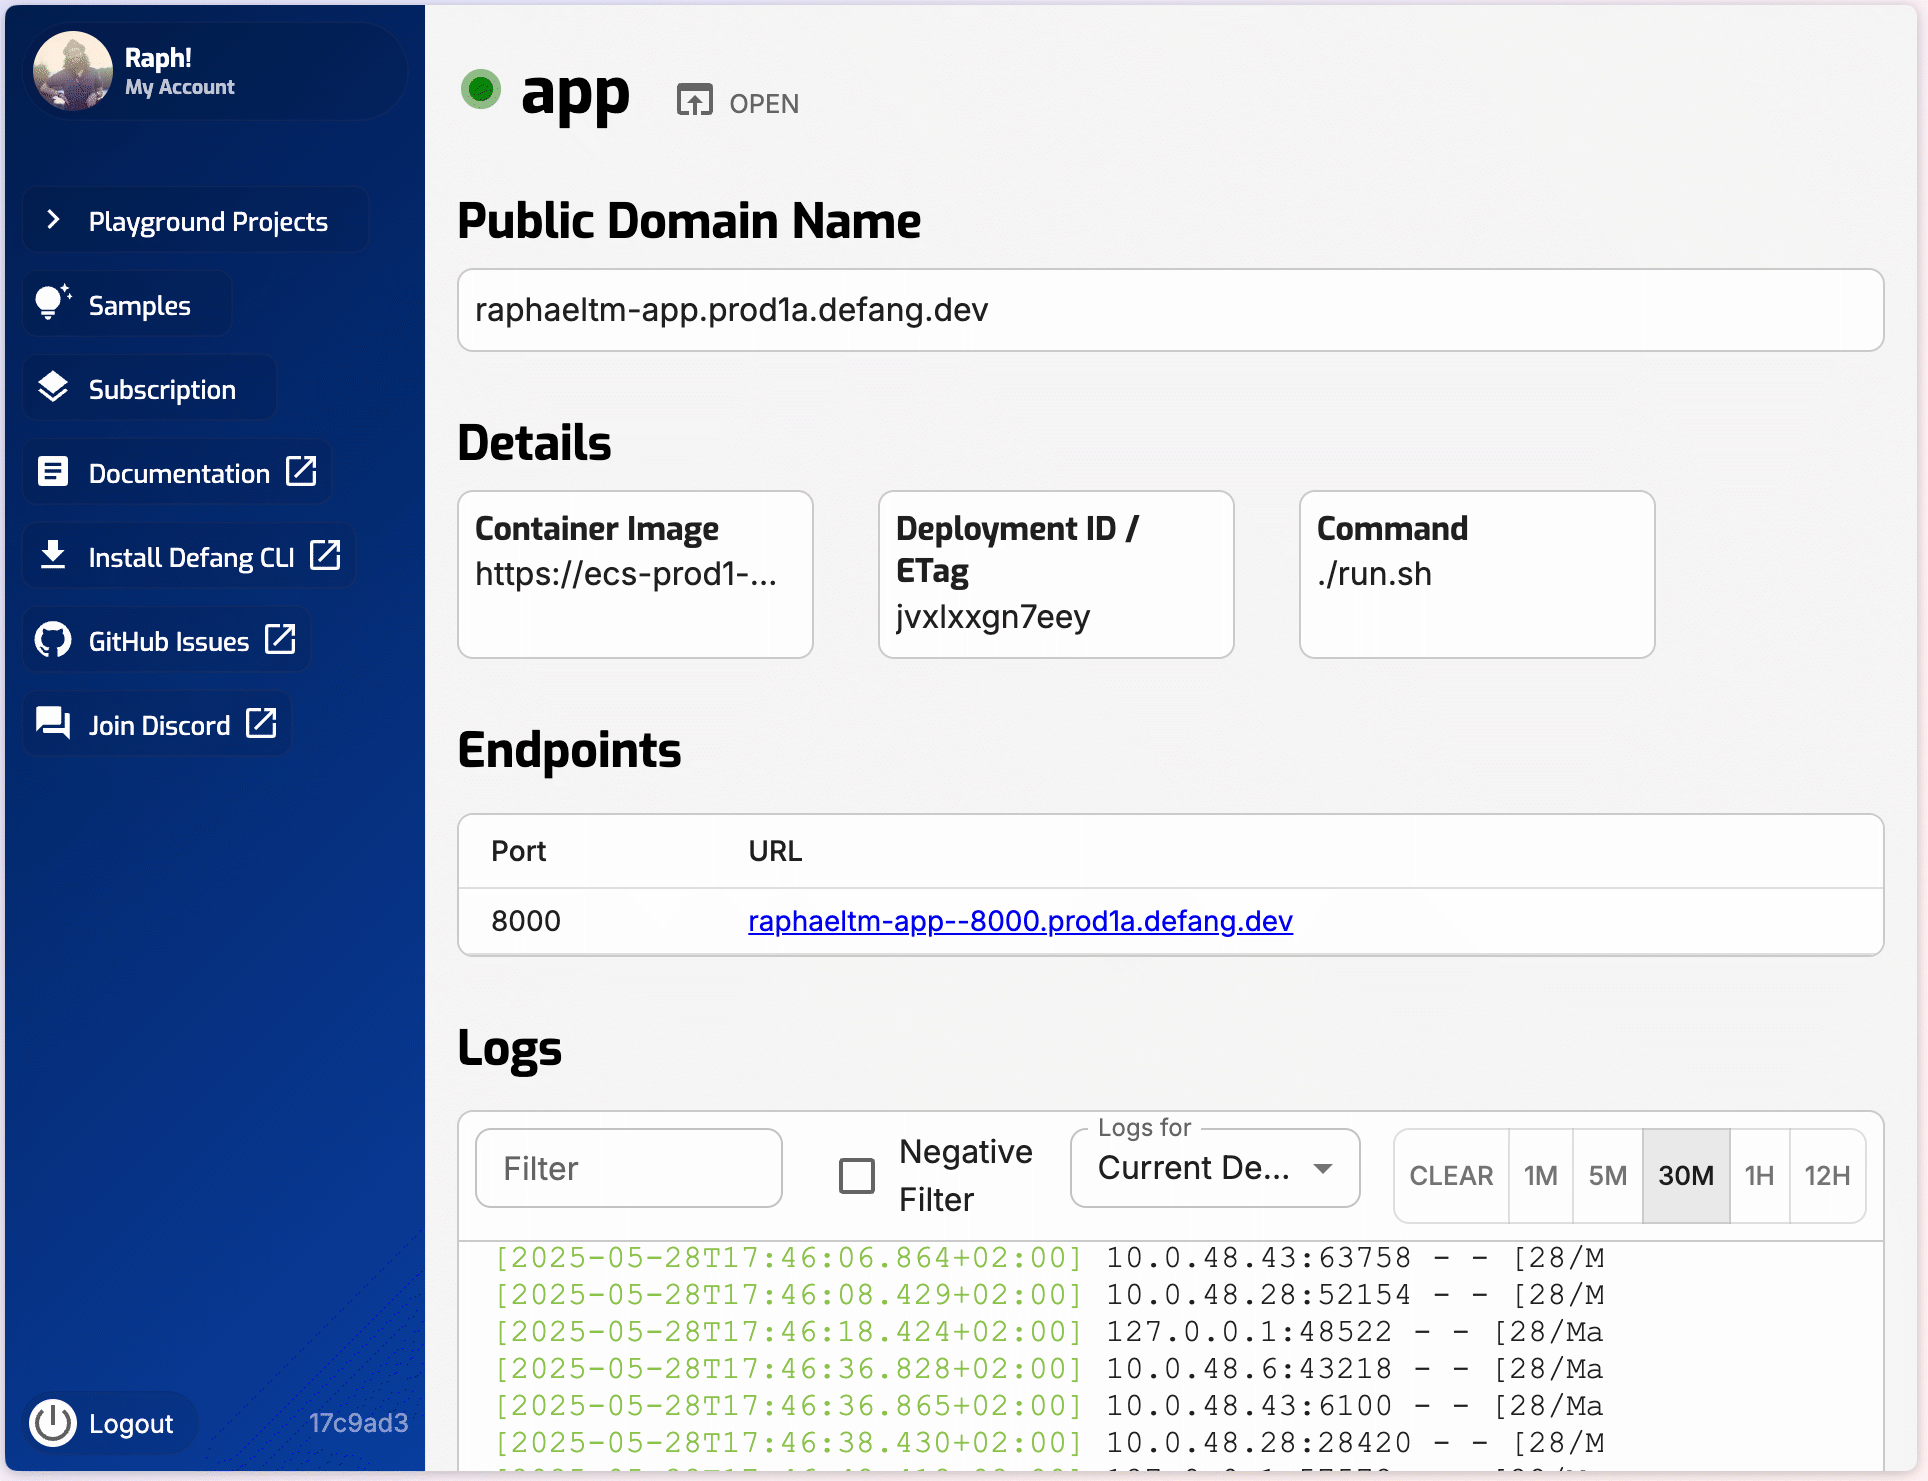 Raph!
My Account
Playground Projects
Samples
Subscription
Documentation
Install Defang CLI
GitHub Issues
Join Discord
Logout
17c9ad3
app
OPEN
Public Domain Name
raphaeltm-app.prod1a.defang.dev
Details
Container Image
https://ecs-prod1-...
Deployment ID /
ETag
jvxlxxgn7eey
Command
./run.sh
Endpoints
Port URL
8000 raphaeltm-app--8000.prod1a.defang.dev
Logs
Filter
Negative
Filter
Logs for
Current De...
CLEAR 1M 5M 30M 1H 12H
[2025-05-28T17:46:06.864+02:00] 10.0.48.43:63758 - - [28/M
[2025-05-28T17:46:08.429+02:00] 10.0.48.28:52154 - - [28/M
[2025-05-28T17:46:18.424+02:00] 127.0.0.1:48522 - - [28/Ma
[2025-05-28T17:46:36.828+02:00] 10.0.48.6:43218 - - [28/Ma
[2025-05-28T17:46:36.865+02:00] 10.0.48.43:6100 - - [28/Ma
[2025-05-28T17:46:38.430+02:00] 10.0.48.28:28420 - - [28/M